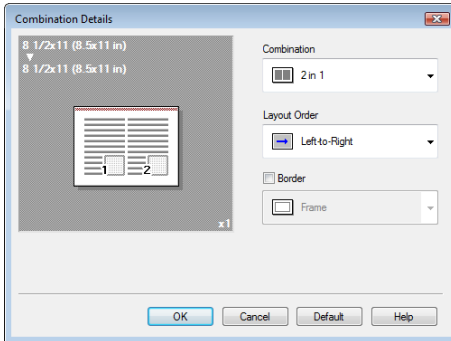 Combination Details
8 1/2x11 (8.5x11 in)
8 1/2x11 (8.5x11 in)
1 2
x1
Combination
2 in 1
Layout Order
Left-to-Right
Border
Frame
OK Cancel Default Help